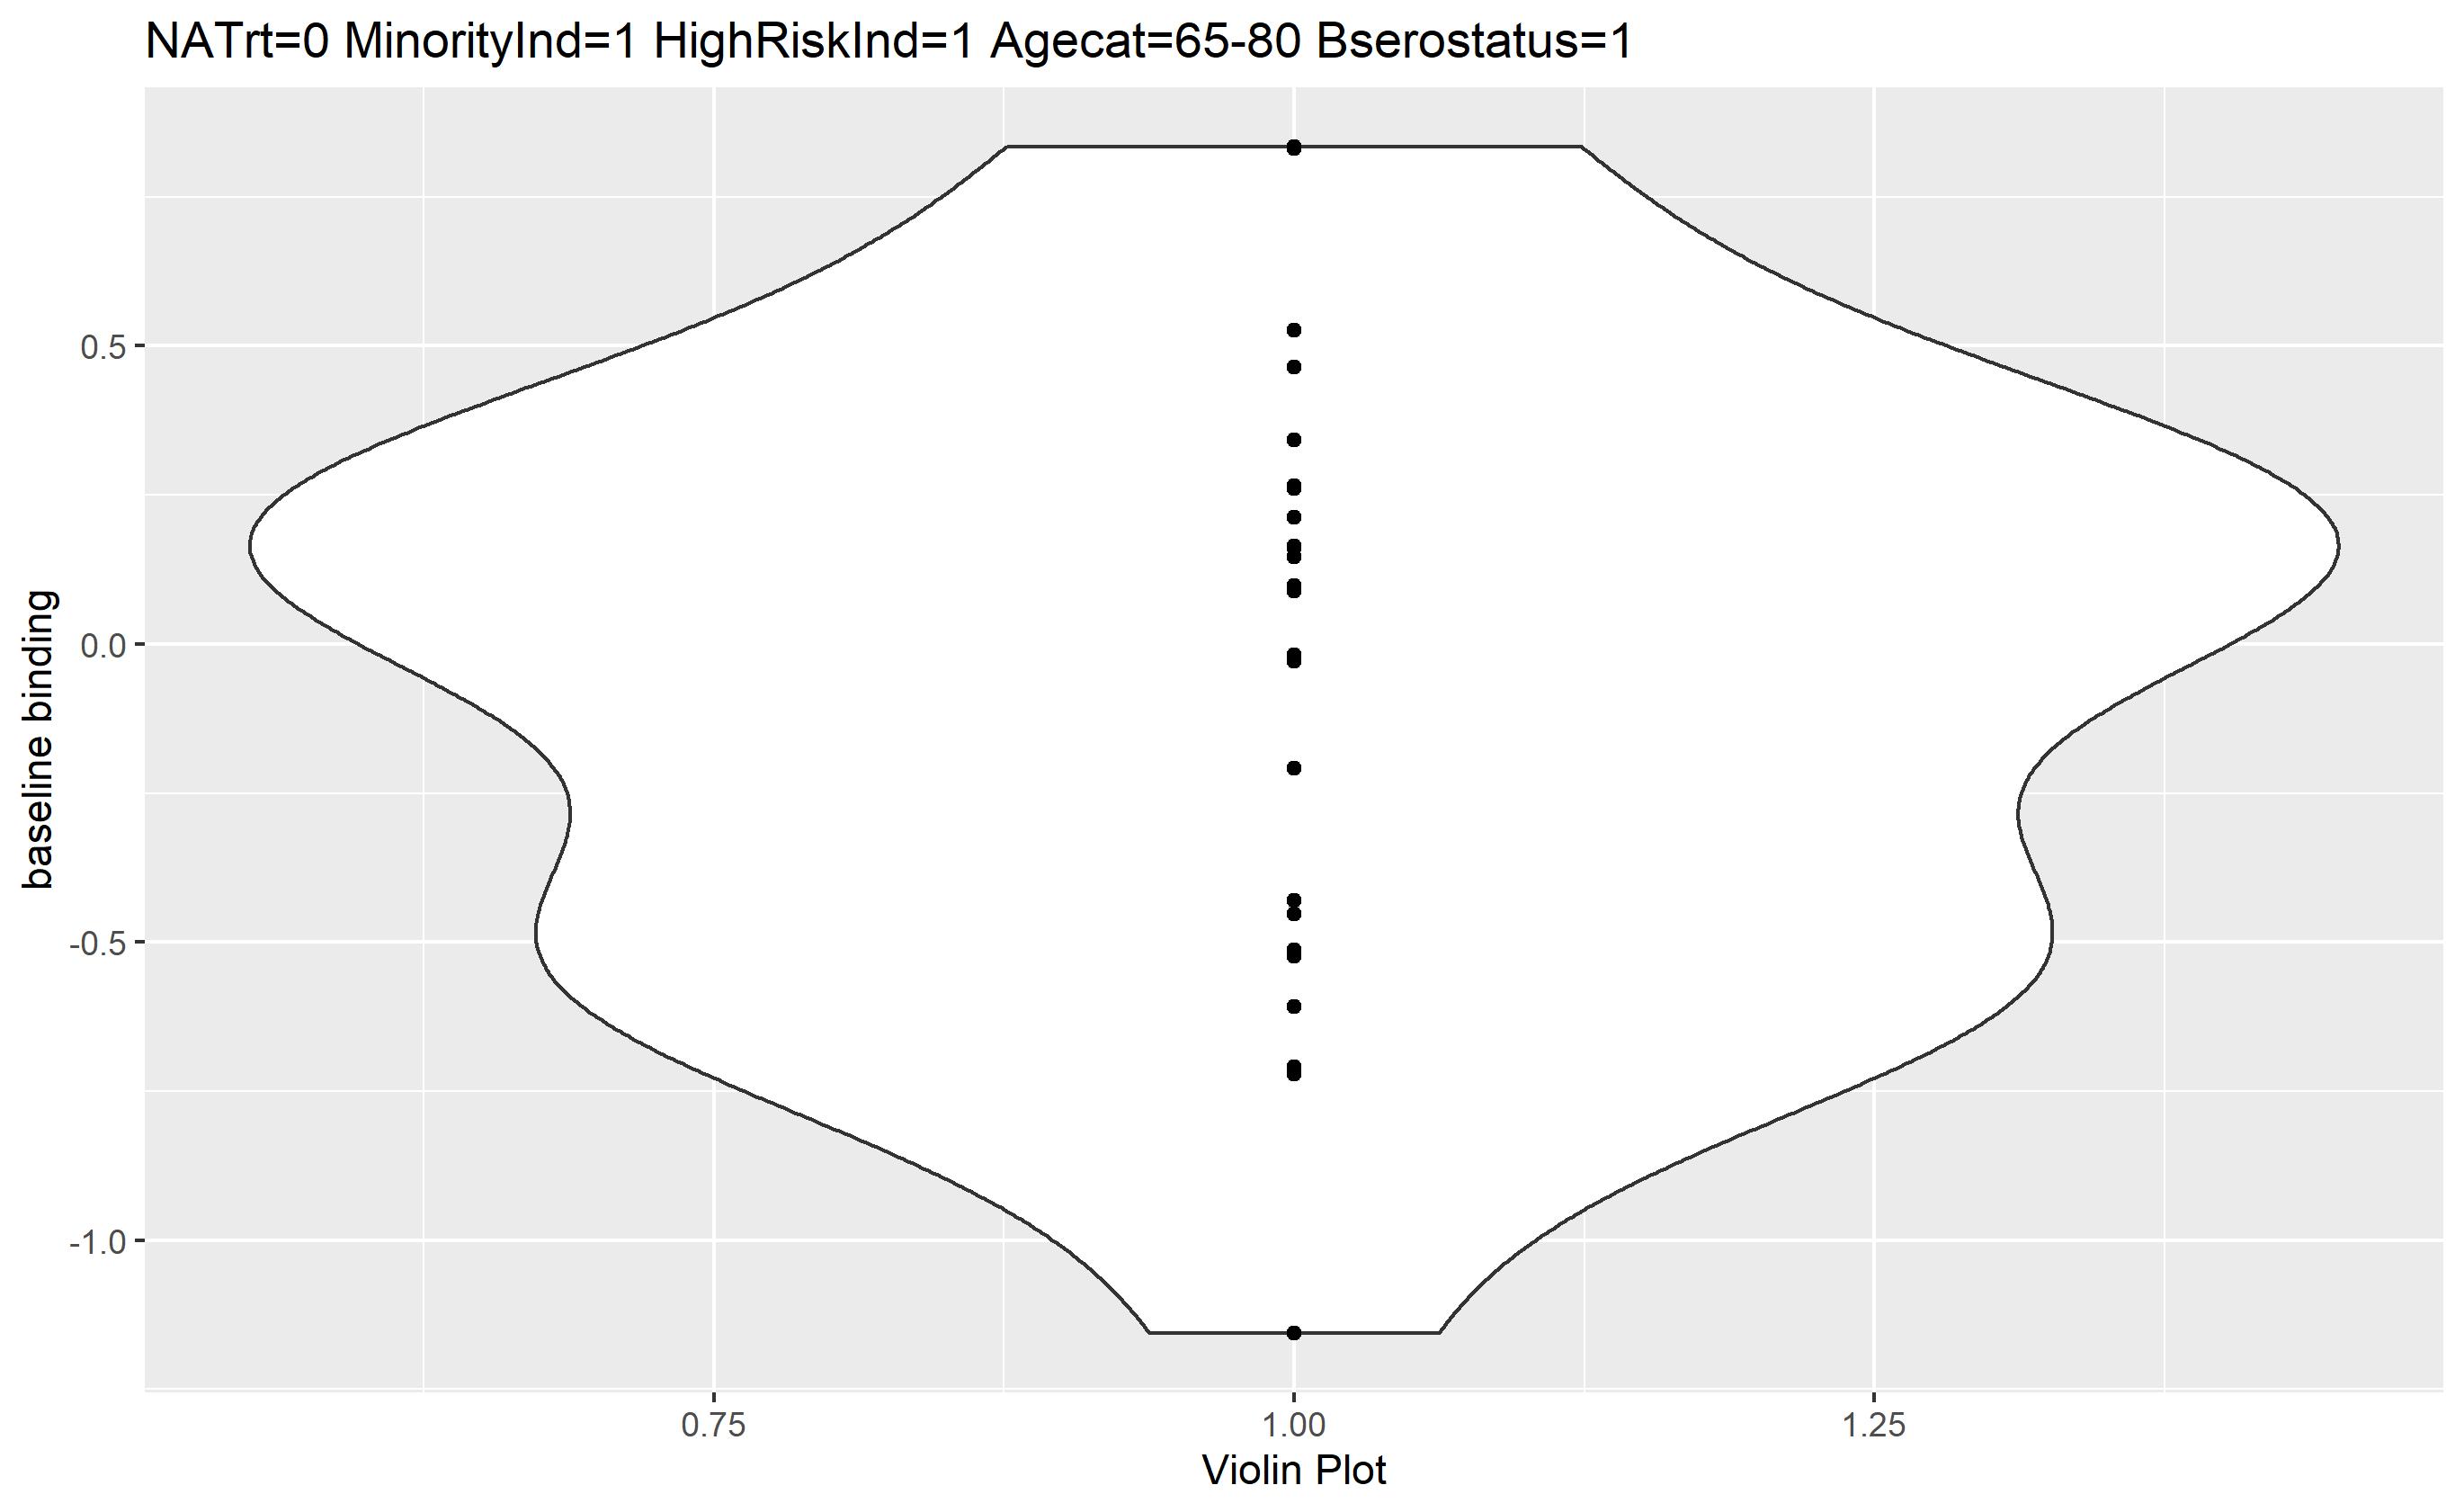 NATrt=0 MinorityInd=1 HighRiskInd=1 Agecat=65-80 Bserostatus=1
baseline binding
0.5
0.0
-0.5
-1.0
0.75 1.00 1.25
Violin Plot